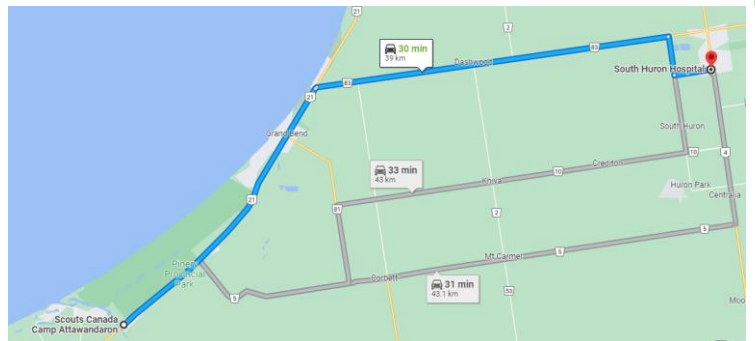 21
2
30 min
39 km
83
Dashwood
83
21
South Huron Hospital
Grand Bend
South Huron
4
33 min
43 km
Crediton
10
10
Khiva
Huron Park
21
81
2
Centralia
5
Mt.Carmel
5
Pinery
Provincial
Park
Corbett
31 min
43.1 km
5
Scouts Canada
Camp Attawandaron